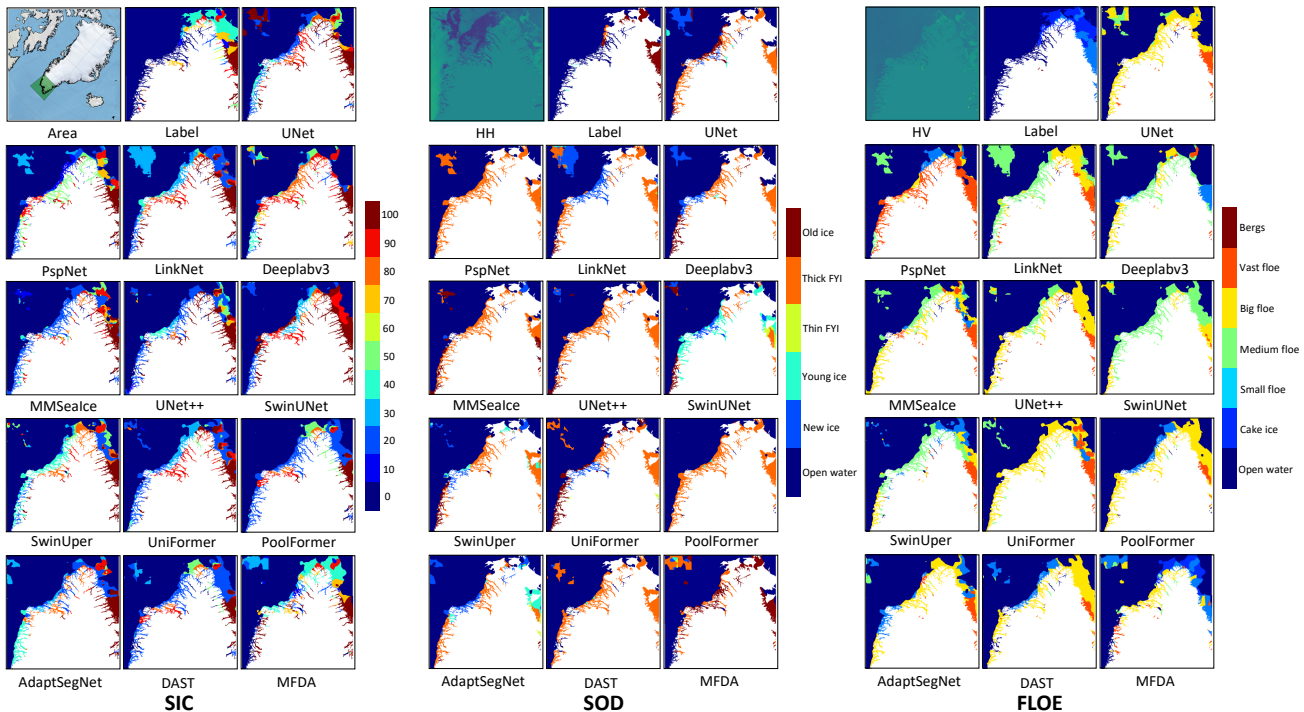 Area
Label
UNet
PspNet
LinkNet
Deeplabv3
MMSeaIce
UNet++
SwinUNet
SwinUper
UniFormer
PoolFormer
AdaptSegNet
DAST
MFDA
SIC
100
90
80
70
60
50
40
30
20
10
0
HH
Label
UNet
PspNet
LinkNet
Deeplabv3
MMSeaIce
UNet++
SwinUNet
SwinUper
UniFormer
PoolFormer
AdaptSegNet
DAST
MFDA
SOD
Old ice
Thick FYI
Thin FYI
Young ice
New ice
Open water
HV
Label
UNet
PspNet
LinkNet
Deeplabv3
MMSeaIce
UNet++
SwinUNet
SwinUper
UniFormer
PoolFormer
AdaptSegNet
DAST
MFDA
FLOE
Bergs
Vast floe
Big floe
Medium floe
Small floe
Cake ice
Open water